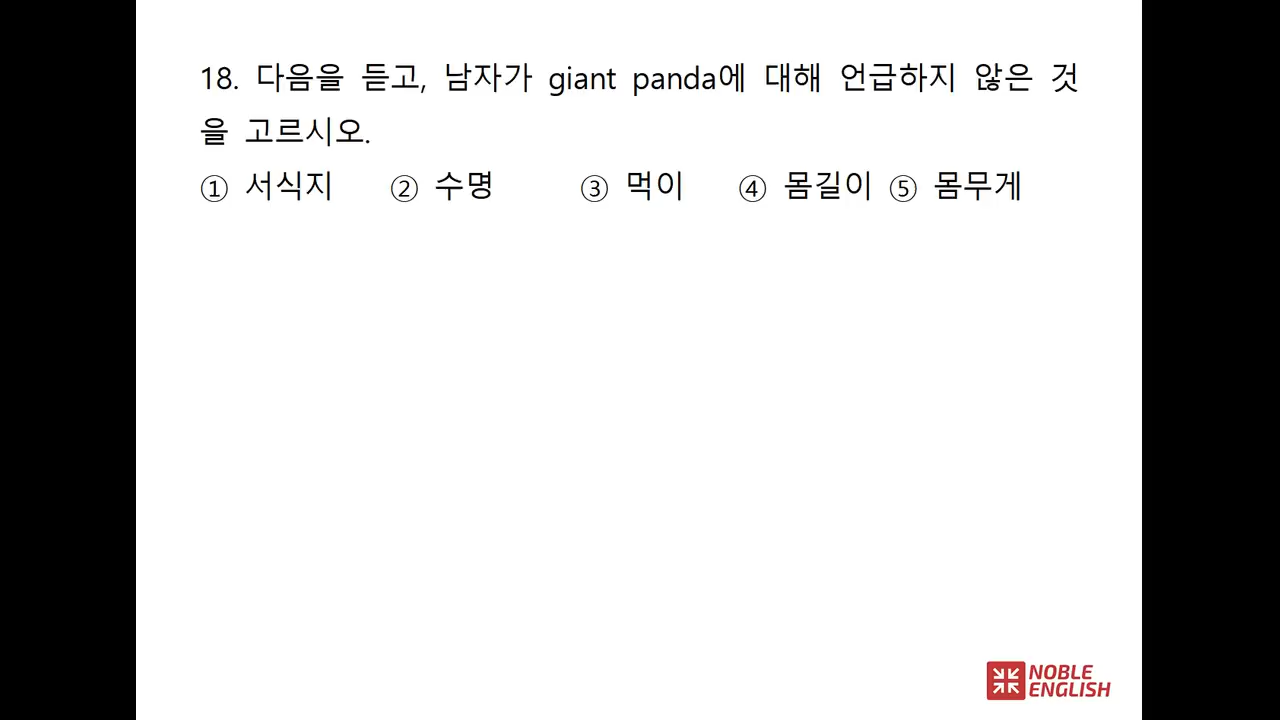 18. 다음을 듣고, 남자가 giant panda에 대해 언급하지 않은 것
을 고르시오.
① 서식지 ② 수명 ③ 먹이 ④ 몸길이 ⑤ 몸무게
NOBLE
ENGLISH